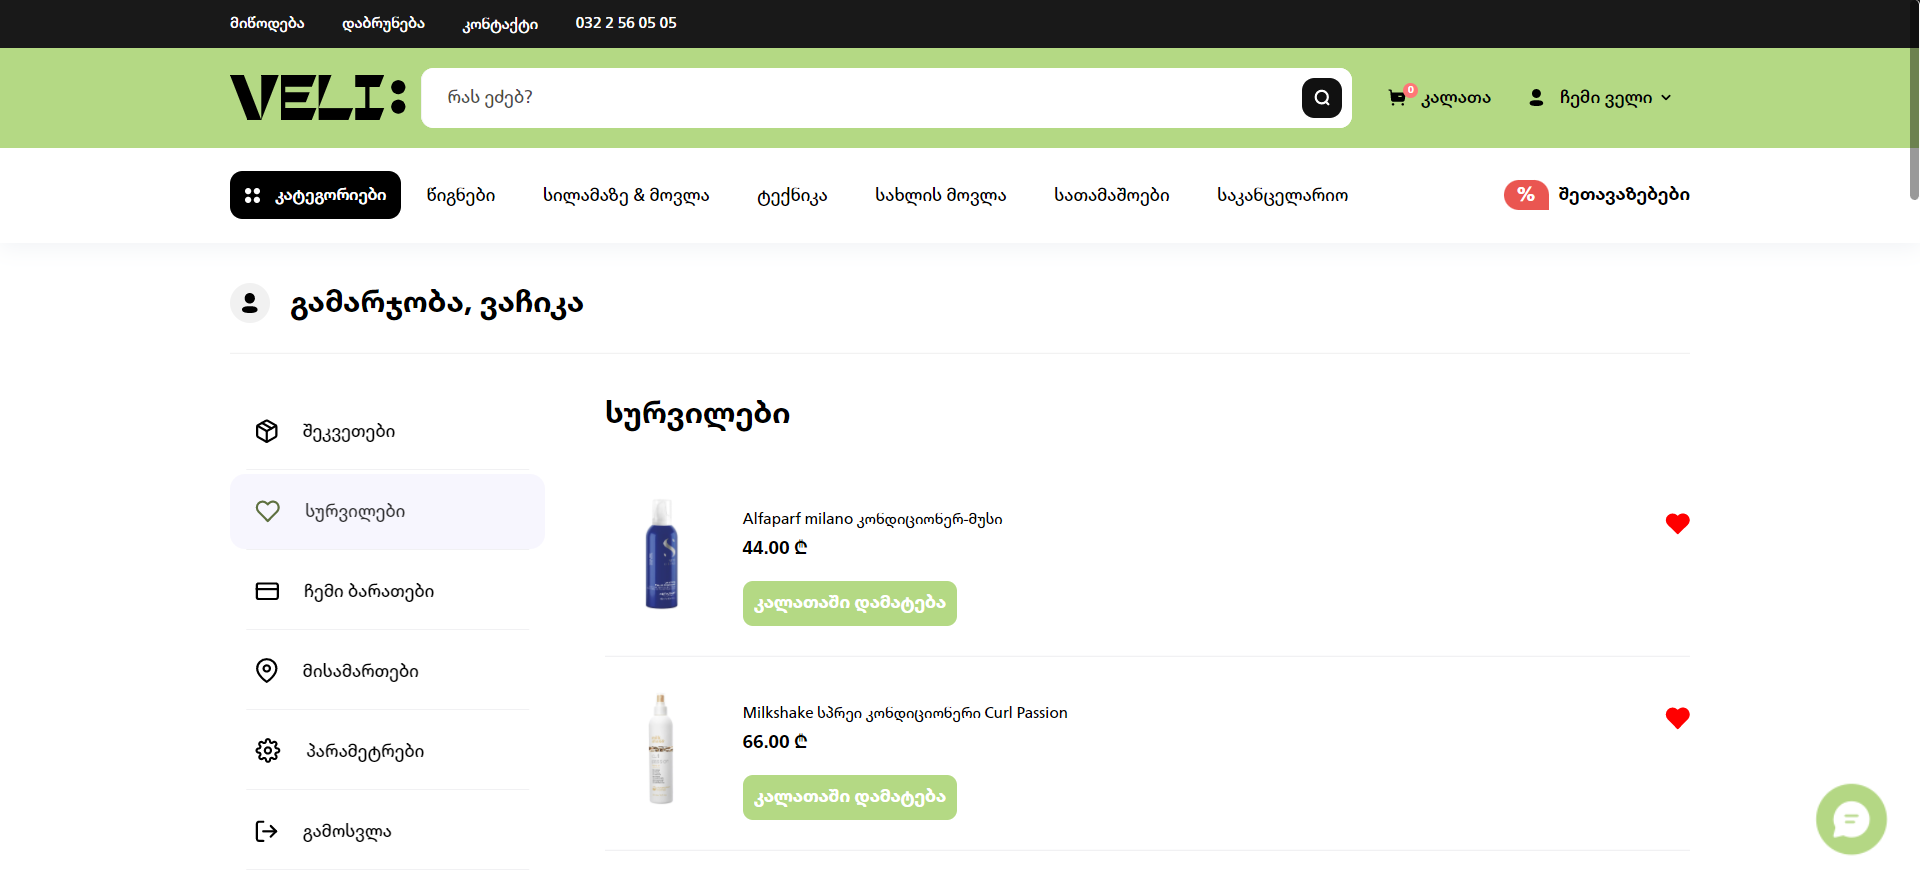 მიწოდება დაბრუნება კონტაქტი 032 2 56 05 05
VELI: რას ეძებ? 0 კალათა ჩემი ველი
კატეგორიები წიგნები სილამაზე & მოვლა ტექნიკა სახლის მოვლა სათამაშოები საკანცელარიო % შეთავაზებები
გამარჯობა, ვაჩიკა
შეკვეთები
სურვილები
ჩემი ბარათები
მისამართები
პარამეტრები
გამოსვლა
სურვილები
Alfaparf milano კონდიციონერ-მუსი
44.00 ₾
კალათაში დამატება
Milkshake სპრეი კონდიციონერი Curl Passion
66.00 ₾
კალათაში დამატება